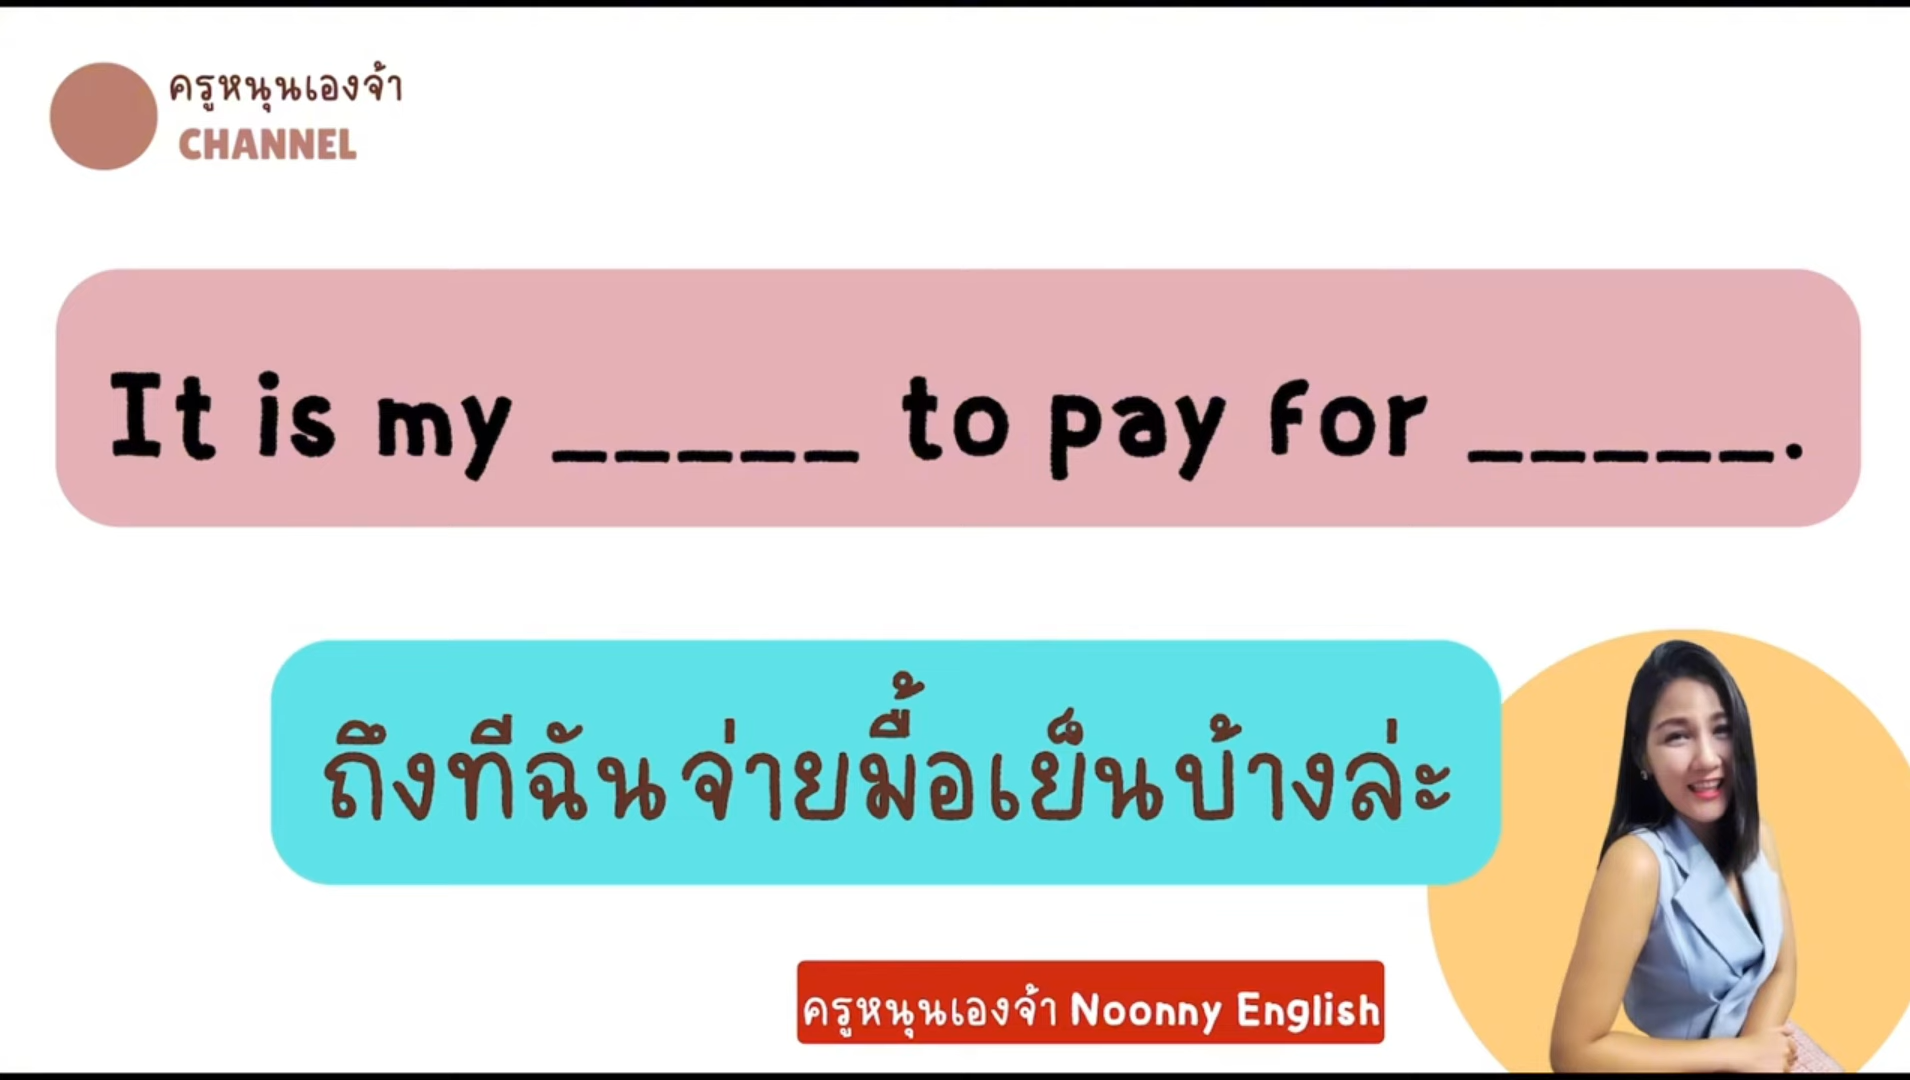 ครูหนุนเองจ้า
CHANNEL
It is my _____ to pay for _____.
ถึงทีฉันจ่ายมื้อเย็นบ้างล่ะ
ครูหนุนเองจ้า Noonny English